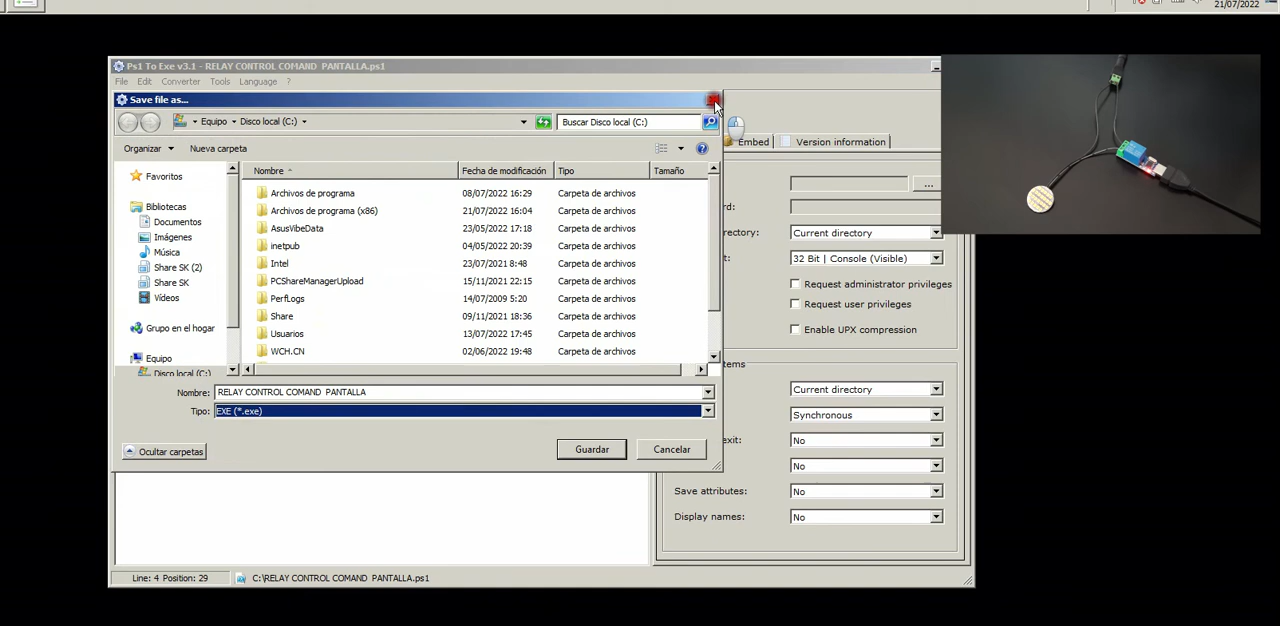 21/07/2022
Ps1 To Exe v3.1 - RELAY CONTROL COMAND PANTALLA.ps1
File Edit Converter Tools Language ?
Save file as...
Equipo Disco local (C:)
Buscar Disco local (C:)
Organizar Nueva carpeta
Embed Version information
Favoritos
Bibliotecas
Documentos
Imágenes
Música
Share SK (2)
Share SK
Vídeos
Grupo en el hogar
Equipo
Disco local (C:)
Nombre Fecha de modificación Tipo Tamaño
Archivos de programa 08/07/2022 16:29 Carpeta de archivos
Archivos de programa (x86) 21/07/2022 16:04 Carpeta de archivos
AsusVibeData 23/05/2022 17:18 Carpeta de archivos
inetpub 04/05/2022 20:39 Carpeta de archivos
Intel 23/07/2021 8:48 Carpeta de archivos
PCShareManagerUpload 15/11/2021 22:15 Carpeta de archivos
PerfLogs 14/07/2009 5:20 Carpeta de archivos
Share 09/11/2021 18:36 Carpeta de archivos
Usuarios 13/07/2022 17:45 Carpeta de archivos
WCH.CN 02/06/2022 19:48 Carpeta de archivos
Nombre: RELAY CONTROL COMAND PANTALLA
Tipo: EXE (*.exe)
Ocultar carpetas Guardar Cancelar
...
rd:
rectory: Current directory
t: 32 Bit | Console (Visible)
Request administrator privileges
Request user privileges
Enable UPX compression
tems
Current directory
Synchronous
exit: No
No
Save attributes: No
Display names: No
Line: 4 Position: 29 C:\RELAY CONTROL COMAND PANTALLA.ps1